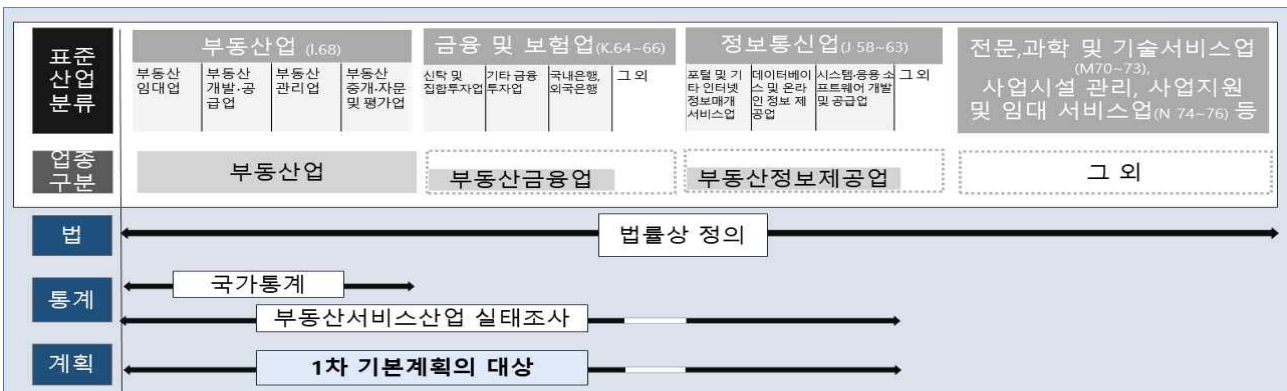 표준
산업
분류
부동산업 (l.68)
부동산
임대업
부동산
개발·공
급업
부동산
관리업
부동산
중개·자문
및 평가업
금융 및 보험업(K.64~66)
신탁 및
집합투자업
기타 금융
투자업
국내은행,
외국은행
그 외
정보통신업(J 58~63)
포털 및 기
타 인터넷
정보매개
서비스업
데이터베이
스 및 온라
인 정보 제
공업
시스템·응용 소
프트웨어 개발
및 공급업
그 외
전문,과학 및 기술서비스업
(M70~73),
사업시설 관리, 사업지원
및 임대 서비스업(N 74~76) 등
업종
구분
부동산업
부동산금융업
부동산정보제공업
그 외
법
법률상 정의
통계
국가통계
부동산서비스산업 실태조사
계획
1차 기본계획의 대상